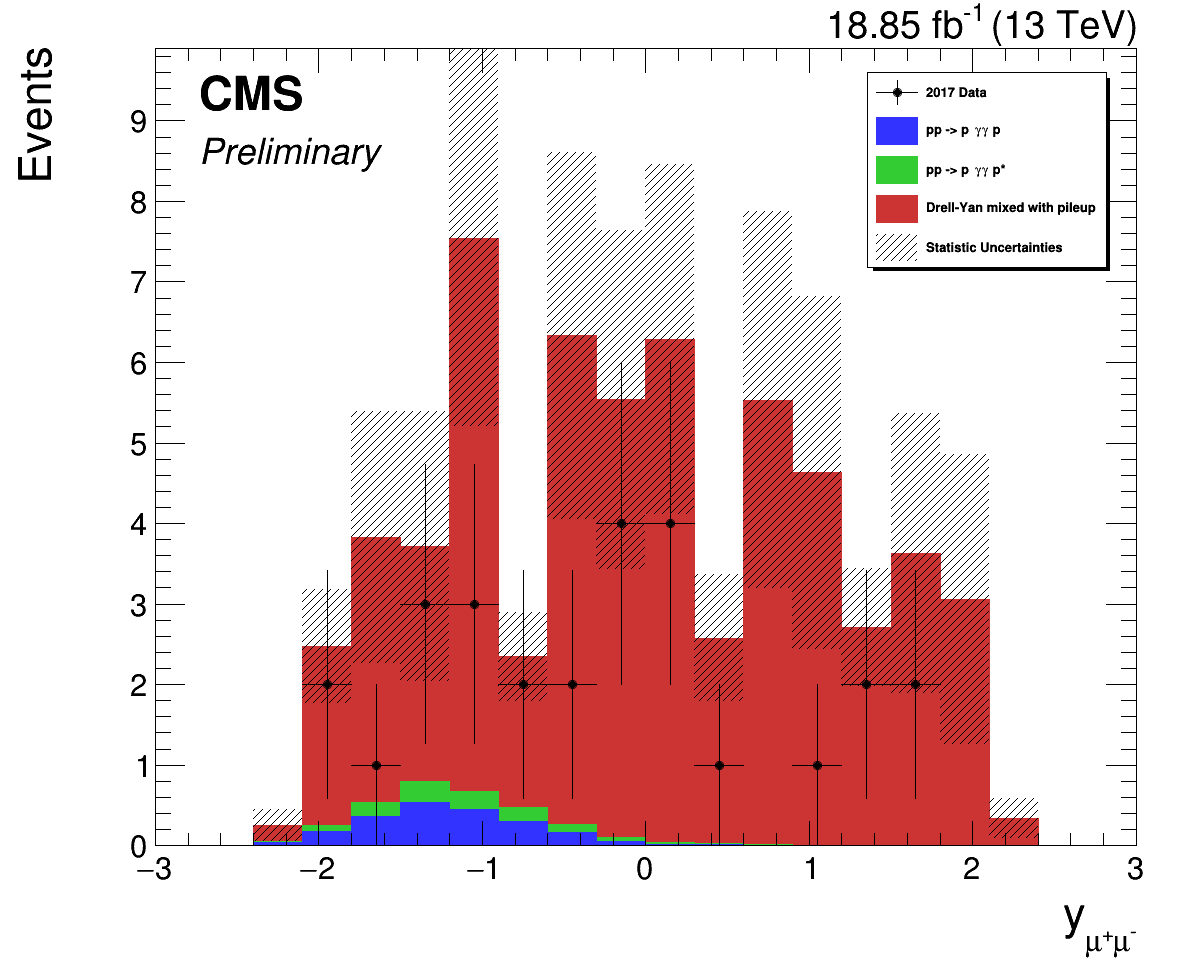 18.85 fb⁻¹ (13 TeV)
Events
CMS
Preliminary
2017 Data
pp -> p γγ p
pp -> p γγ p*
Drell-Yan mixed with pileup
Statistic Uncertainties
9
8
7
6
5
4
3
2
1
0
−3 −2 −1 0 1 2 3
y μ⁺μ⁻